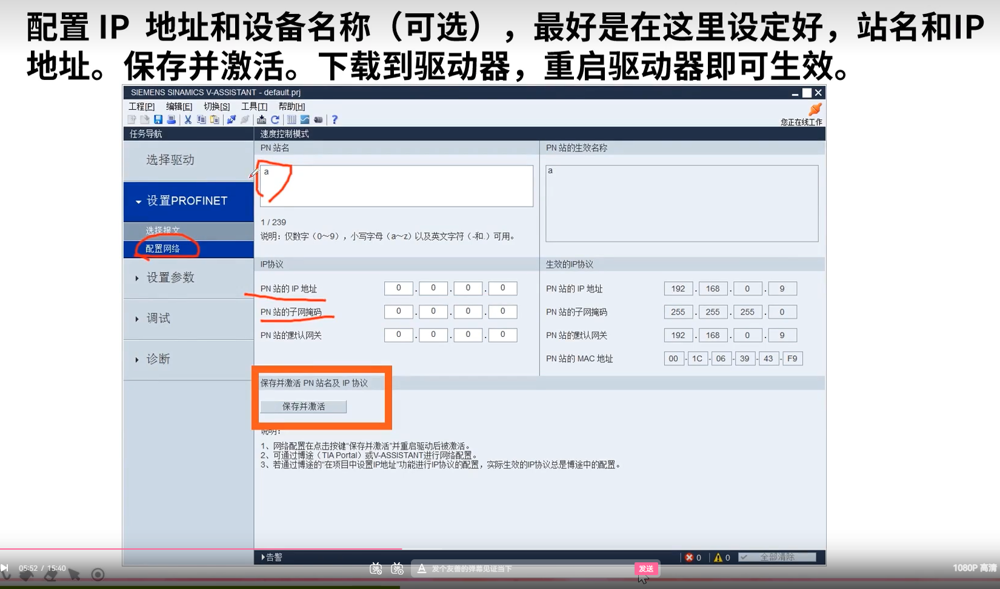 配置 IP 地址和设备名称（可选），最好是在这里设定好，站名和IP
地址。保存并激活。下载到驱动器，重启驱动器即可生效。
SIEMENS SINAMICS V-ASSISTANT - default.prj
工程[P] 编辑[E] 切换[S] 工具[T] 帮助[H]
您正在线工作
任务导航
速度控制模式
选择驱动
设置PROFINET
选择报文
配置网络
设置参数
调试
诊断
PN 站名
a
1 / 239
说明：仅数字（0～9），小写字母（a～z）以及英文字符（-和.）可用。
PN 站的生效名称
a
IP协议
PN 站的 IP 地址 0 . 0 . 0 . 0
PN 站的子网掩码 0 . 0 . 0 . 0
PN 站的默认网关 0 . 0 . 0 . 0
生效的IP协议
PN 站的 IP 地址 192 . 168 . 0 . 9
PN 站的子网掩码 255 . 255 . 255 . 0
PN 站的默认网关 192 . 168 . 0 . 9
PN 站的 MAC 地址 00 - 1C - 06 - 39 - 43 - F9
保存并激活 PN 站名及 IP 协议
保存并激活
说明：
1、网络配置在点击按键“保存并激活”并重启驱动后被激活。
2、可通过博途（TIA Portal）或V-ASSISTANT进行网络配置。
3、若通过博途的“在项目中设置IP地址”功能进行IP协议的配置，实际生效的IP协议总是博途中的配置。
告警
0 0 全部清除
05:52 / 15:40
发个友善的弹幕见证当下
发送
1080P 高清